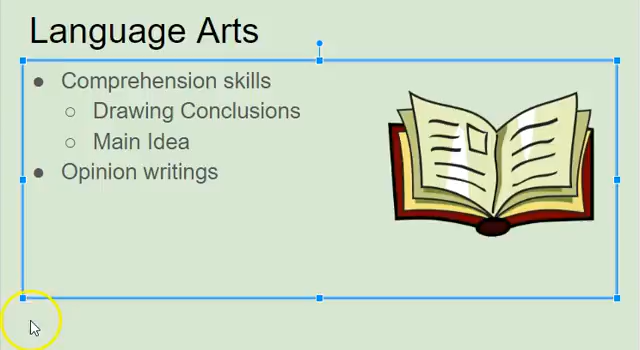 Language Arts
● Comprehension skills
○ Drawing Conclusions
○ Main Idea
● Opinion writings